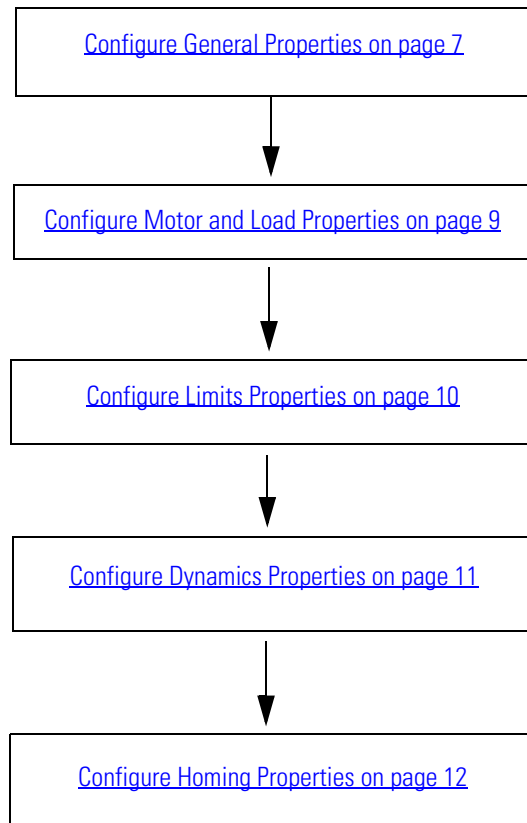 Configure General Properties on page 7
Configure Motor and Load Properties on page 9
Configure Limits Properties on page 10
Configure Dynamics Properties on page 11
Configure Homing Properties on page 12